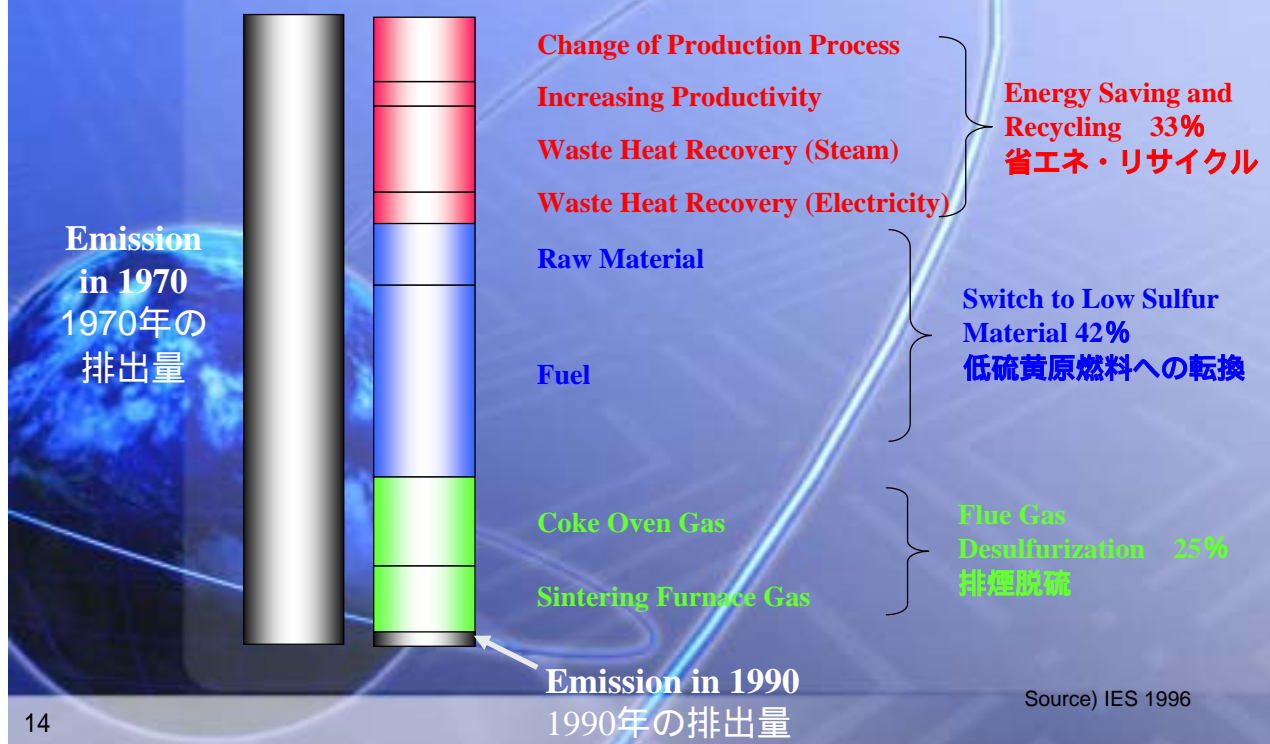 Change of Production Process
Increasing Productivity
Waste Heat Recovery (Steam)
Waste Heat Recovery (Electricity)
Energy Saving and
Recycling 33%
省エネ・リサイクル
Emission
in 1970
1970年の
排出量
Raw Material
Fuel
Switch to Low Sulfur
Material 42%
低硫黄原燃料への転換
Coke Oven Gas
Sintering Furnace Gas
Flue Gas
Desulfurization 25%
排煙脱硫
Emission in 1990
1990年の排出量
Source) IES 1996
14